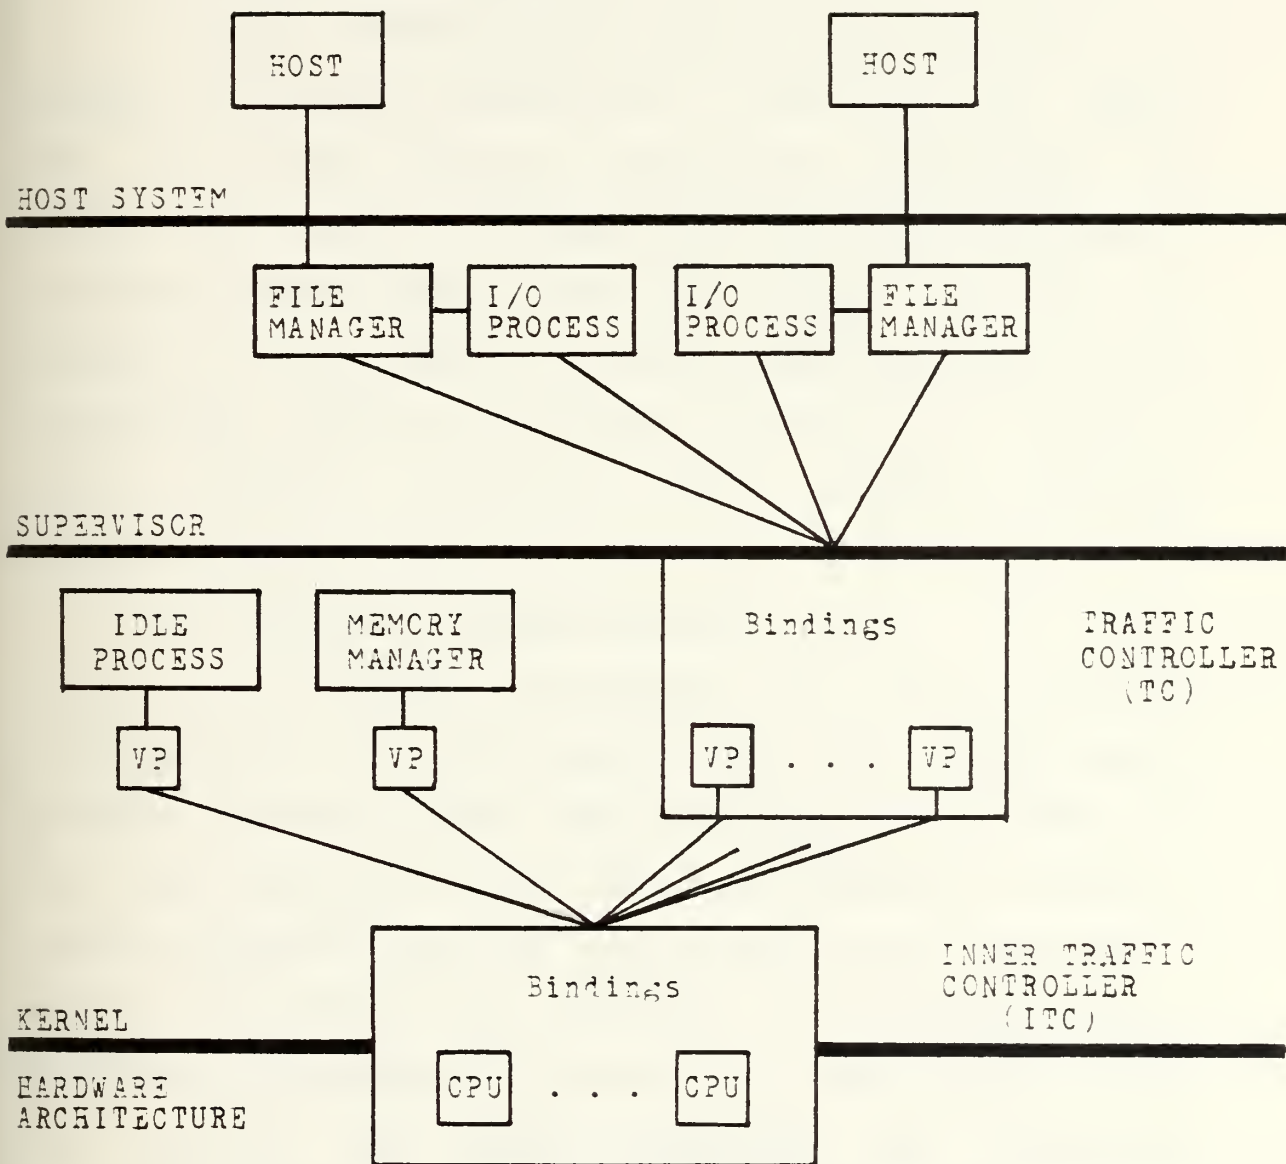 HOST
HOST
HOST SYSTEM
FILE
MANAGER
I/O
PROCESS
I/O
PROCESS
FILE
MANAGER
SUPERVISOR
IDLE
PROCESS
MEMORY
MANAGER
Bindings
TRAFFIC
CONTROLLER
(TC)
VP
VP
VP . . . VP
INNER TRAFFIC
CONTROLLER
(ITC)
Bindings
KERNEL
CPU . . . CPU
HARDWARE
ARCHITECTURE